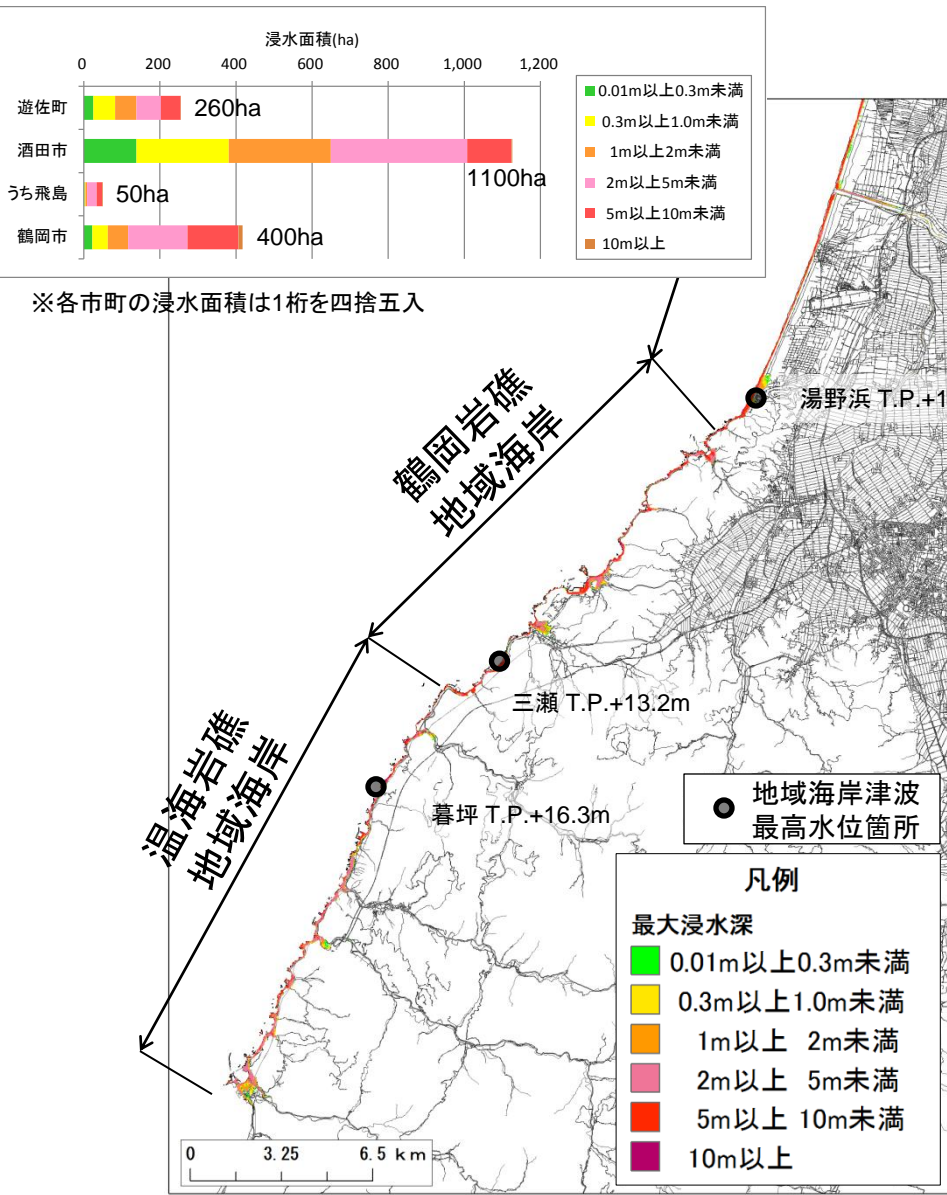 浸水面積(ha)
0 200 400 600 800 1,000 1,200
遊佐町
260ha
酒田市
1100ha
うち飛島
50ha
鶴岡市
400ha
0.01m以上0.3m未満
0.3m以上1.0m未満
1m以上2m未満
2m以上5m未満
5m以上10m未満
10m以上
※各市町の浸水面積は1桁を四捨五入
鶴岡岩礁
地域海岸
湯野浜 T.P.+1
三瀬 T.P.+13.2m
温海岩礁
地域海岸
暮坪 T.P.+16.3m
地域海岸津波
最高水位箇所
凡例
最大浸水深
0.01m以上0.3m未満
0.3m以上1.0m未満
1m以上 2m未満
2m以上 5m未満
5m以上 10m未満
10m以上
0 3.25 6.5 km